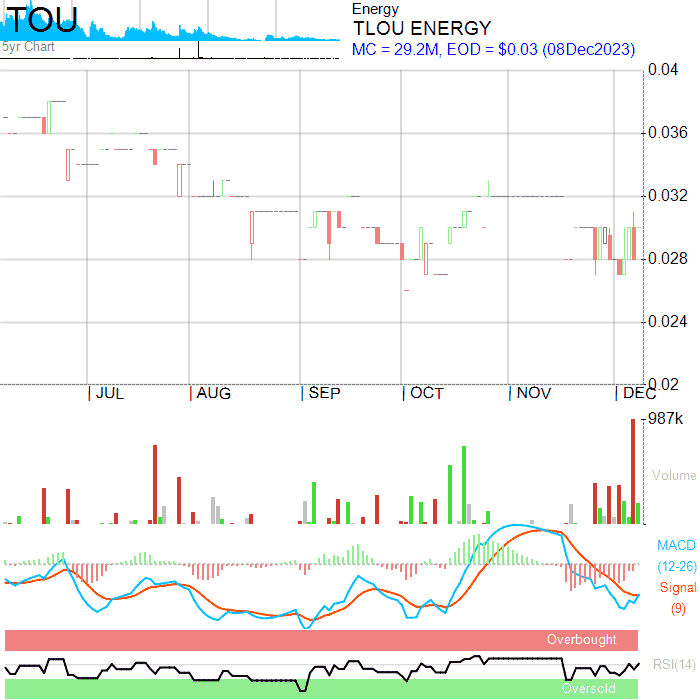 TOU
5yr Chart
Energy
TLOU ENERGY
MC = 29.2M, EOD = $0.03 (08Dec2023)
0.04
0.036
0.032
0.028
0.024
0.02
JUL AUG SEP OCT NOV DEC
987k
Volume
MACD
(12-26)
Signal
(9)
Overbought
RSI(14)
Oversold